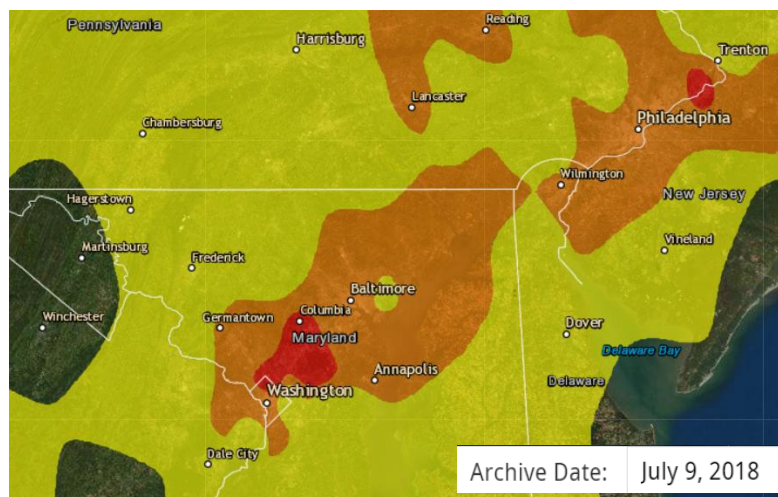 Pennsylvania
Reading
Harrisburg
Trenton
Lancaster
Chambersburg
Philadelphia
Wilmington
Hagerstown
New Jersey
Martinsburg
Vineland
Frederick
Baltimore
Columbia
Winchester
Germantown
Dover
Maryland
Delaware Bay
Annapolis
Delaware
Washington
Dale City
Archive Date: July 9, 2018